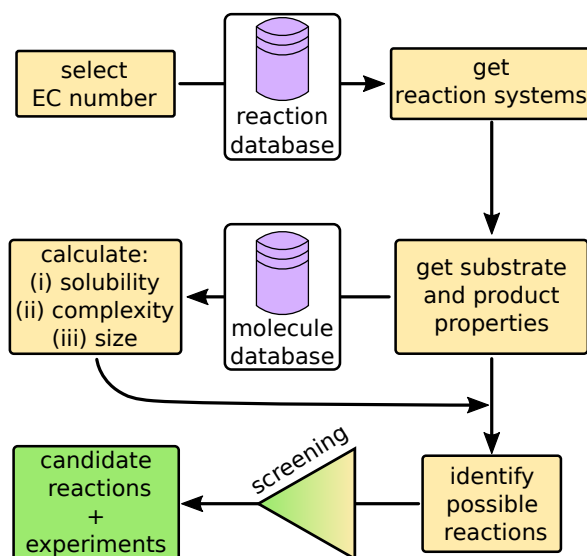 select
EC number
reaction
database
get
reaction systems
calculate:
(i) solubility
(ii) complexity
(iii) size
molecule
database
get substrate
and product
properties
candidate
reactions
+
experiments
screening
identify
possible
reactions